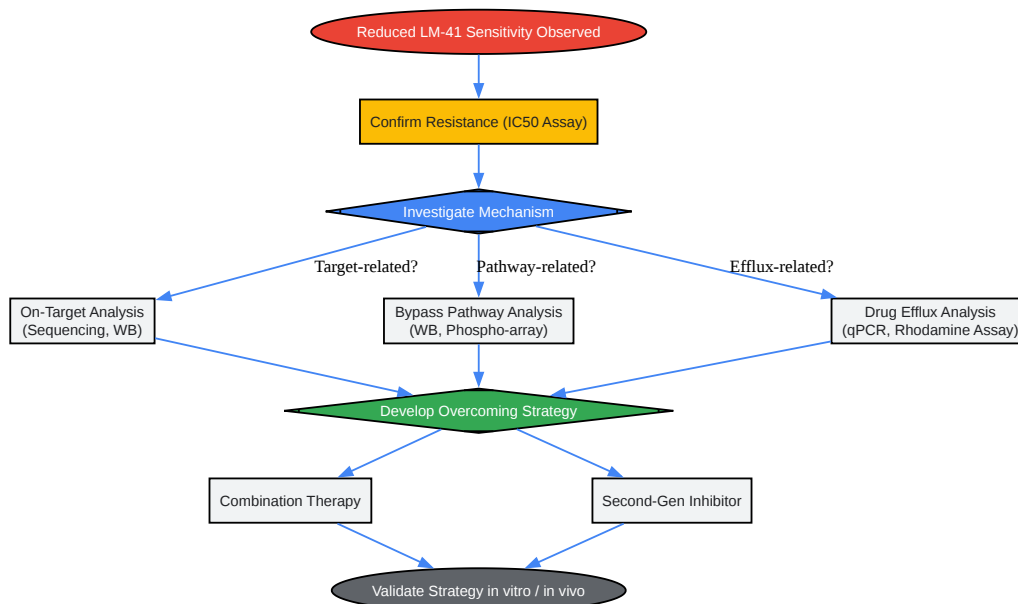 Reduced LM-41 Sensitivity Observed
Confirm Resistance (IC50 Assay)
Investigate Mechanism
Target-related?
Pathway-related?
Efflux-related?
On-Target Analysis
(Sequencing, WB)
Bypass Pathway Analysis
(WB, Phospho-array)
Drug Efflux Analysis
(qPCR, Rhodamine Assay)
Develop Overcoming Strategy
Combination Therapy
Second-Gen Inhibitor
Validate Strategy in vitro / in vivo